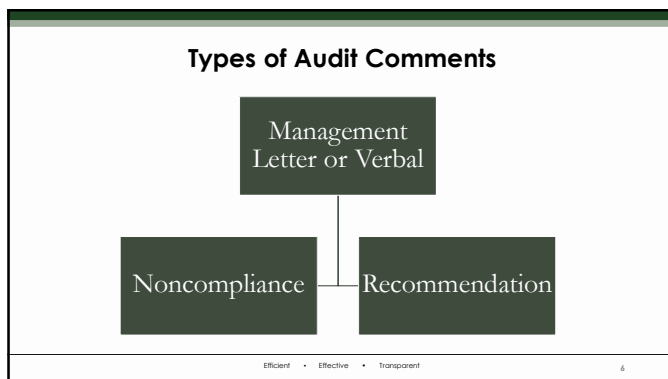 Types of Audit Comments
Management
Letter or Verbal
Noncompliance
Recommendation
Efficient • Effective • Transparent
6